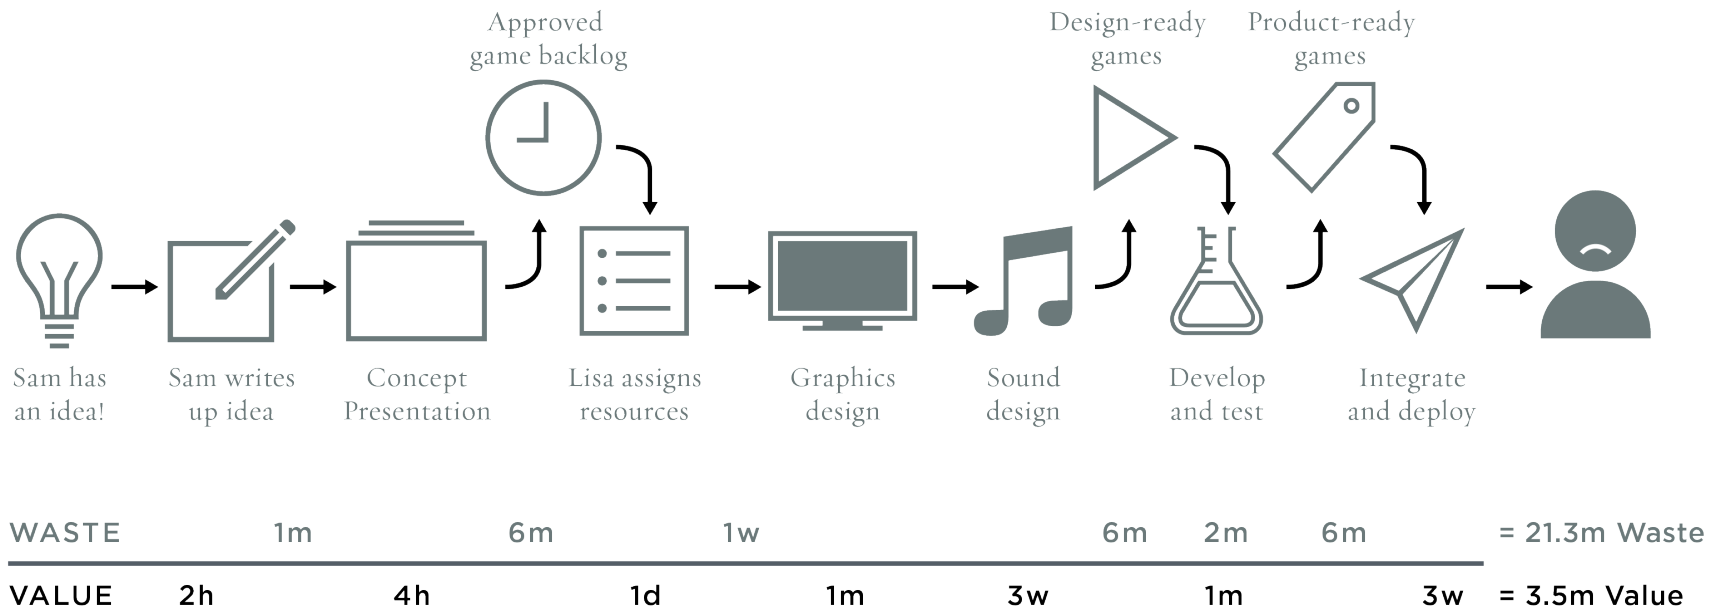 Approved
game backlog
Design-ready
games
Product-ready
games
Sam has
an idea!
Sam writes
up idea
Concept
Presentation
Lisa assigns
resources
Graphics
design
Sound
design
Develop
and test
Integrate
and deploy
WASTE 1m 6m 1w 6m 2m 6m = 21.3m Waste
VALUE 2h 4h 1d 1m 3w 1m 3w = 3.5m Value